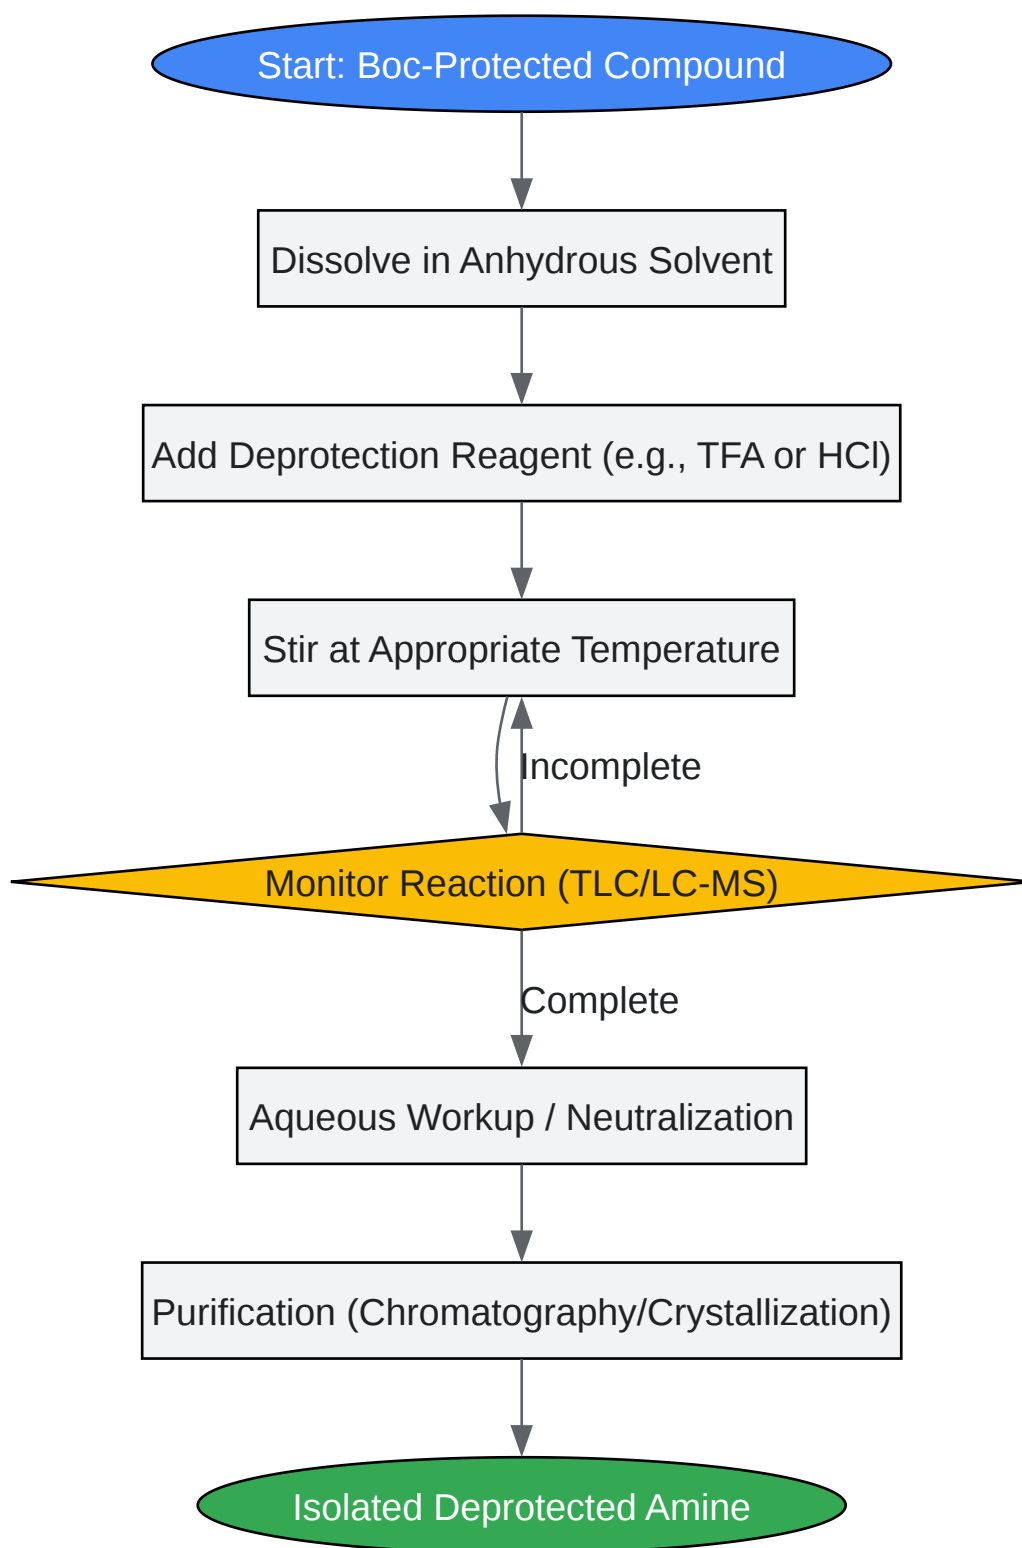 Start: Boc-Protected Compound
Dissolve in Anhydrous Solvent
Add Deprotection Reagent (e.g., TFA or HCl)
Stir at Appropriate Temperature
Incomplete
Monitor Reaction (TLC/LC-MS)
Complete
Aqueous Workup / Neutralization
Purification (Chromatography/Crystallization)
Isolated Deprotected Amine